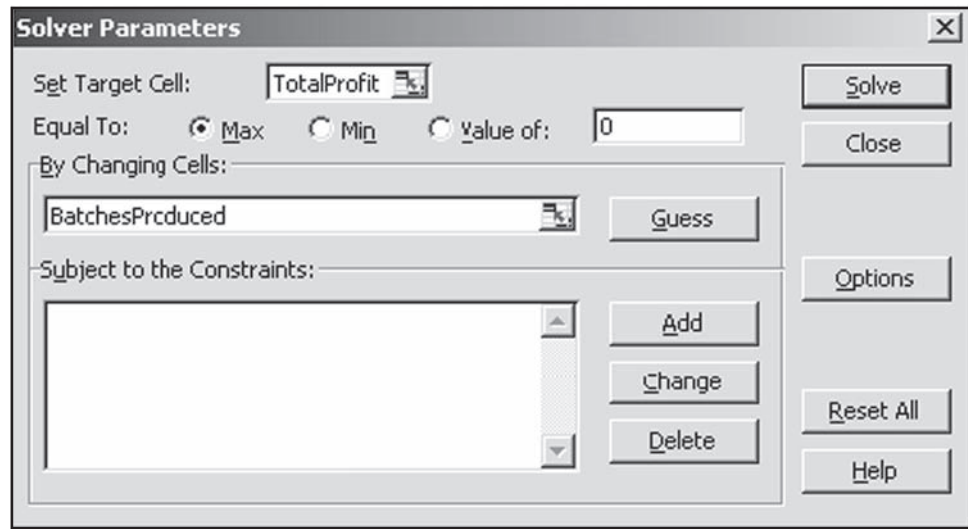 Solver Parameters
Set Target Cell: TotalProfit
Solve
Equal To: Max Min Value of: 0
Close
By Changing Cells:
BatchesPrcduced
Guess
Subject to the Constraints:
Options
Add
Change
Reset All
Delete
Help